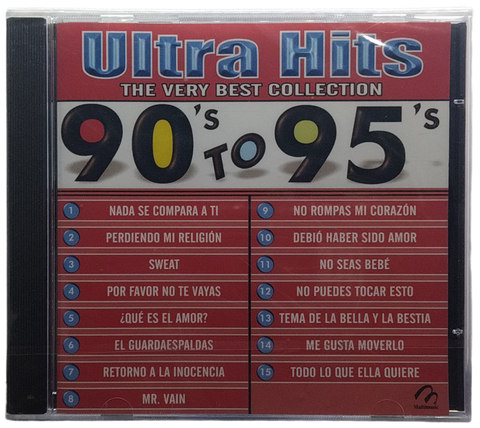 Ultra Hits
THE VERY BEST COLLECTION
90's TO 95's
1 NADA SE COMPARA A TI
2 PERDIENDO MI RELIGIÓN
3 SWEAT
4 POR FAVOR NO TE VAYAS
5 ¿QUÉ ES EL AMOR?
6 EL GUARDAESPALDAS
7 RETORNO A LA INOCENCIA
8 MR. VAIN
9 NO ROMPAS MI CORAZÓN
10 DEBIÓ HABER SIDO AMOR
11 NO SEAS BEBÉ
12 NO PUEDES TOCAR ESTO
13 TEMA DE LA BELLA Y LA BESTIA
14 ME GUSTA MOVERLO
15 TODO LO QUE ELLA QUIERE